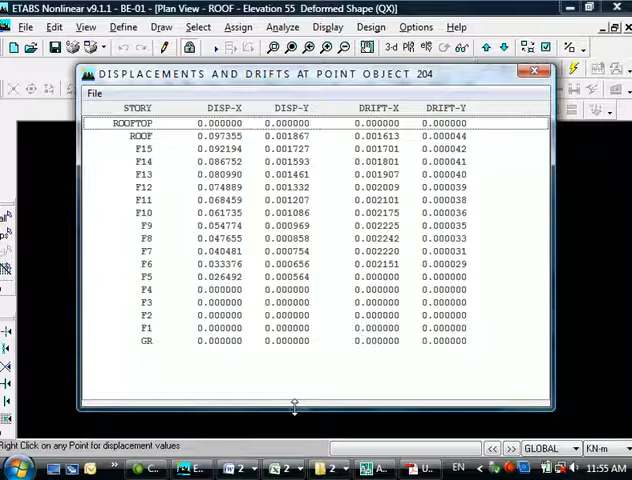 ETABS Nonlinear v9.1.1 - BE-01 - [Plan View - ROOF - Elevation 55 Deformed Shape (QX)]
File Edit View Define Draw Select Assign Analyze Display Design Options Help
3-d
DISPLACEMENTS AND DRIFTS AT POINT OBJECT 204
File
STORY DISP-X DISP-Y DRIFT-X DRIFT-Y
ROOFTOP 0.000000 0.000000 0.000000 0.000000
ROOF 0.097355 0.001867 0.001613 0.000044
F15 0.092194 0.001727 0.001701 0.000042
F14 0.086752 0.001593 0.001801 0.000041
F13 0.080990 0.001461 0.001907 0.000040
F12 0.074889 0.001332 0.002009 0.000039
F11 0.068459 0.001207 0.002101 0.000038
F10 0.061735 0.001086 0.002175 0.000036
F9 0.054774 0.000969 0.002225 0.000035
F8 0.047655 0.000858 0.002242 0.000033
F7 0.040481 0.000754 0.002220 0.000031
F6 0.033376 0.000656 0.002151 0.000029
F5 0.026492 0.000564 0.000000 0.000000
F4 0.000000 0.000000 0.000000 0.000000
F3 0.000000 0.000000 0.000000 0.000000
F2 0.000000 0.000000 0.000000 0.000000
F1 0.000000 0.000000 0.000000 0.000000
GR 0.000000 0.000000 0.000000 0.000000
Right Click on any Point for displacement values << >> GLOBAL KN-m
C... E... 2 2 2 A... U... EN 11:55 AM